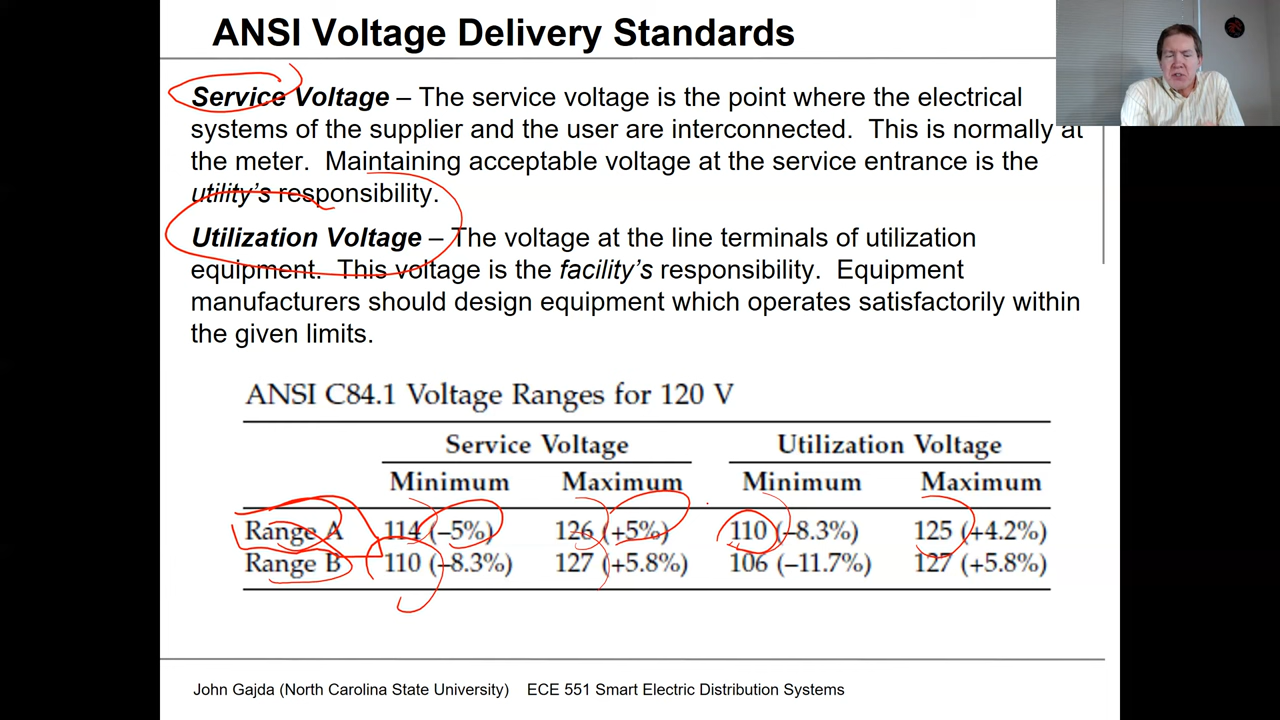 ANSI Voltage Delivery Standards
Service Voltage – The service voltage is the point where the electrical
systems of the supplier and the user are interconnected. This is normally at
the meter. Maintaining acceptable voltage at the service entrance is the
utility's responsibility.
Utilization Voltage – The voltage at the line terminals of utilization
equipment. This voltage is the facility's responsibility. Equipment
manufacturers should design equipment which operates satisfactorily within
the given limits.
ANSI C84.1 Voltage Ranges for 120 V
Service Voltage Utilization Voltage
Minimum Maximum Minimum Maximum
Range A 114 (–5%) 126 (+5%) 110 (–8.3%) 125 (+4.2%)
Range B 110 (–8.3%) 127 (+5.8%) 106 (–11.7%) 127 (+5.8%)
John Gajda (North Carolina State University) ECE 551 Smart Electric Distribution Systems